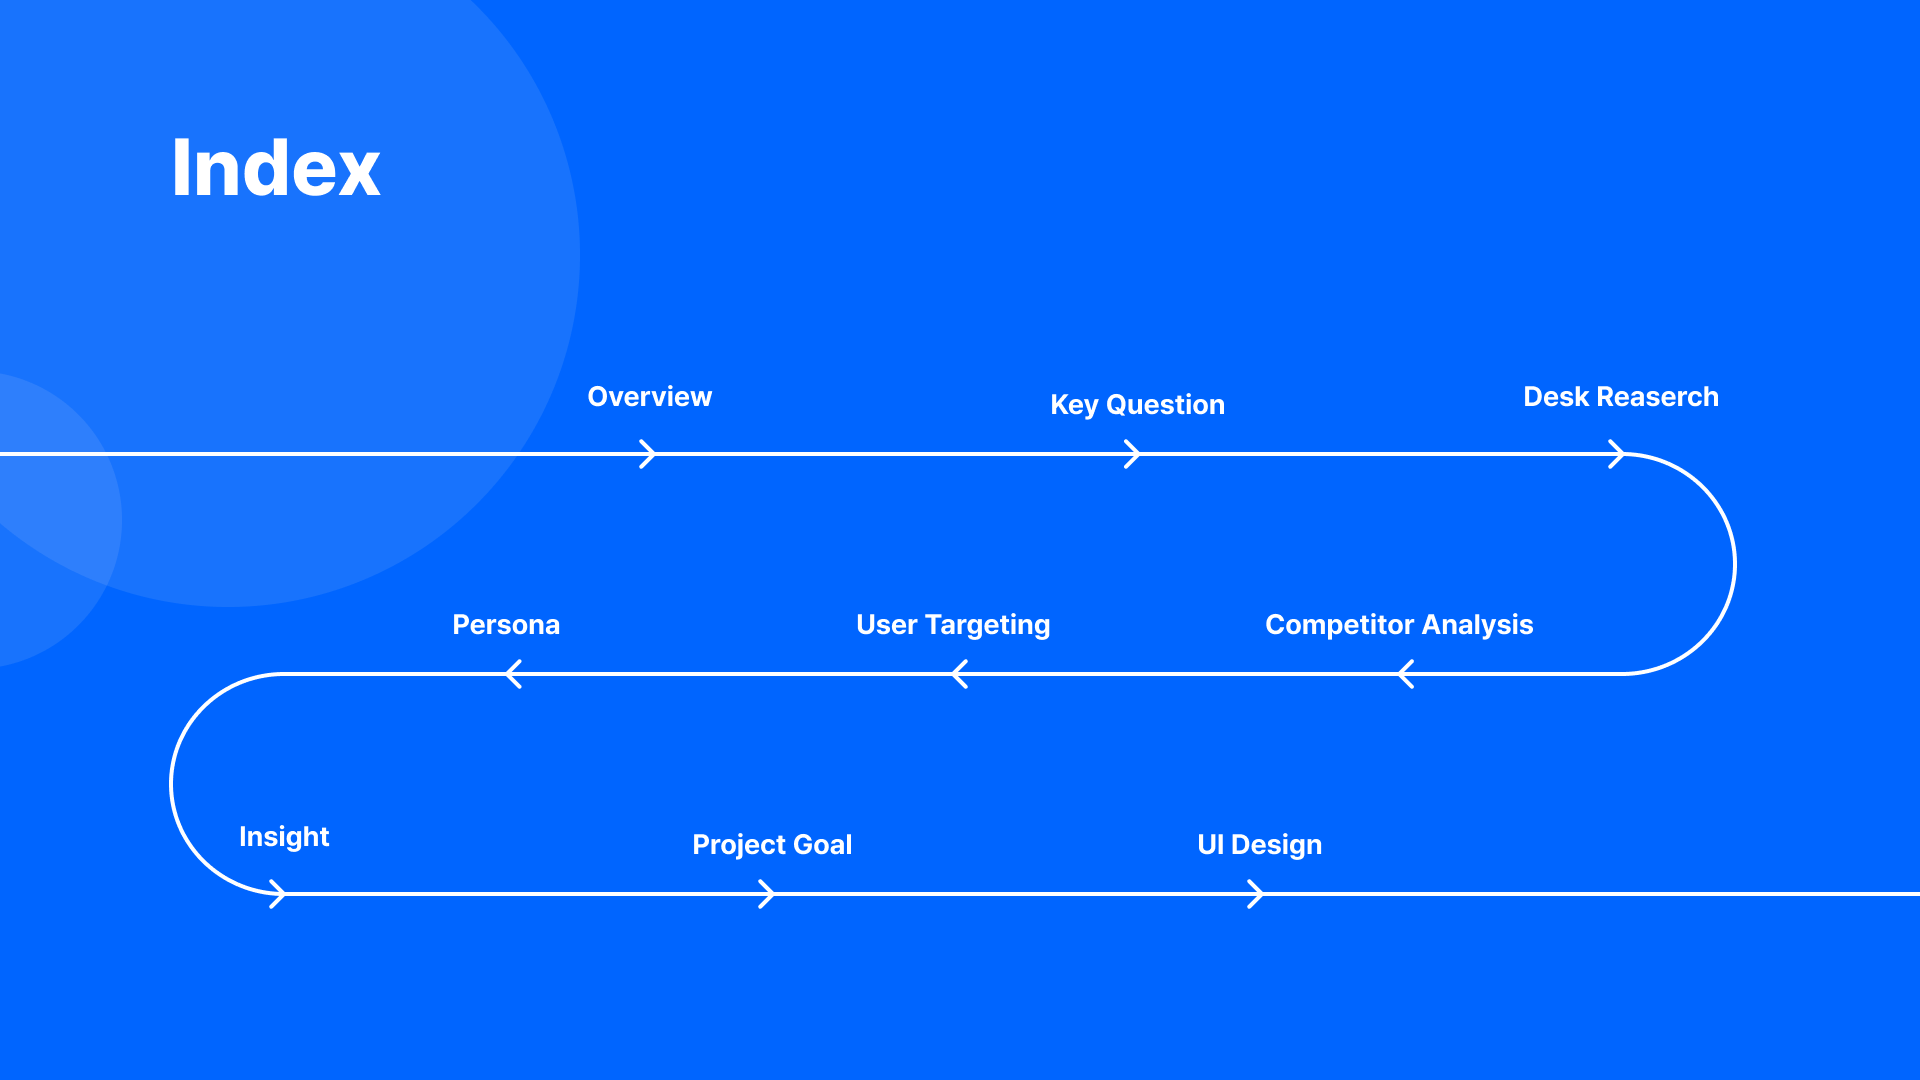 Index
Overview
Key Question
Desk Reaserch
Competitor Analysis
User Targeting
Persona
Insight
Project Goal
UI Design